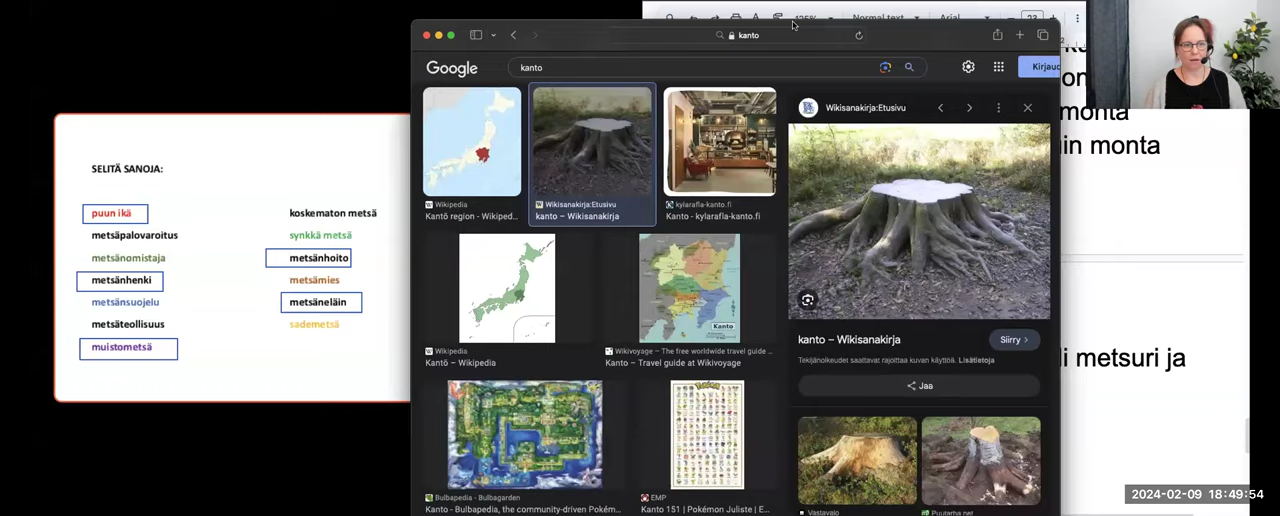 SELITÄ SANOJA:
puun ikä
metsäpalovaroitus
metsänomistaja
metsänhenki
metsänsuojelu
metsäteollisuus
muistometsä
koskematon metsä
synkkä metsä
metsänhoito
metsämies
metsäneläin
sademetsä
kanto
Google
kanto
Kirjaud
Wikipedia
Kantō region - Wikiped...
Wikisanakirja:Etusivu
kanto – Wikisanakirja
kylarafla-kanto.fi
Kanto - kylarafla-kanto.fi
Wikipedia
Kantō – Wikipedia
Kanto
Wikivoyage – The free worldwide travel guide ...
Kanto – Travel guide at Wikivoyage
Bulbapedia - Bulbagarden
Kanto - Bulbapedia, the community-driven Pokém...
EMP
Kanto 151 | Pokémon Juliste | E...
Wikisanakirja:Etusivu
kanto – Wikisanakirja
Siirry
Tekijänoikeudet saattavat rajoittaa kuvan käyttöä. Lisätietoja
Jaa
Vastavalo
Puutarha.net
125%
Normal text
Arial
23
monta
in monta
li metsuri ja
2024-02-09 18:49:54